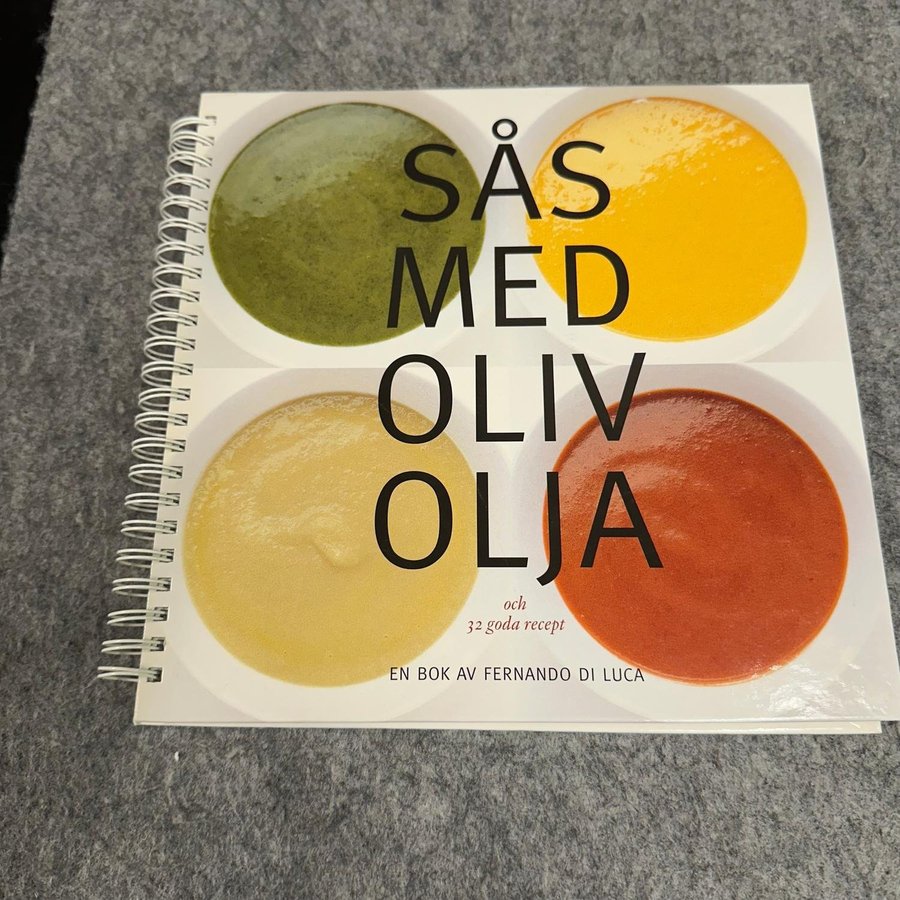 SÅS
MED
OLIV
OLJA
och
32 goda recept
EN BOK AV FERNANDO DI LUCA